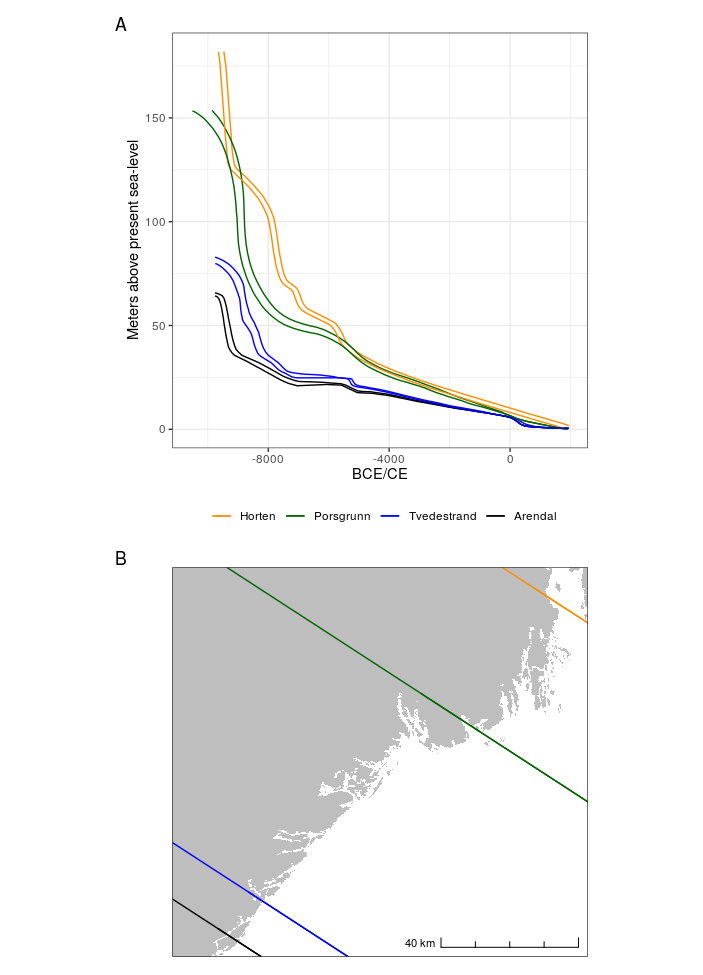 A
Meters above present sea-level
150
100
50
0
-8000 -4000 0
BCE/CE
Horten Porsgrunn Tvedestrand Arendal
B
40 km